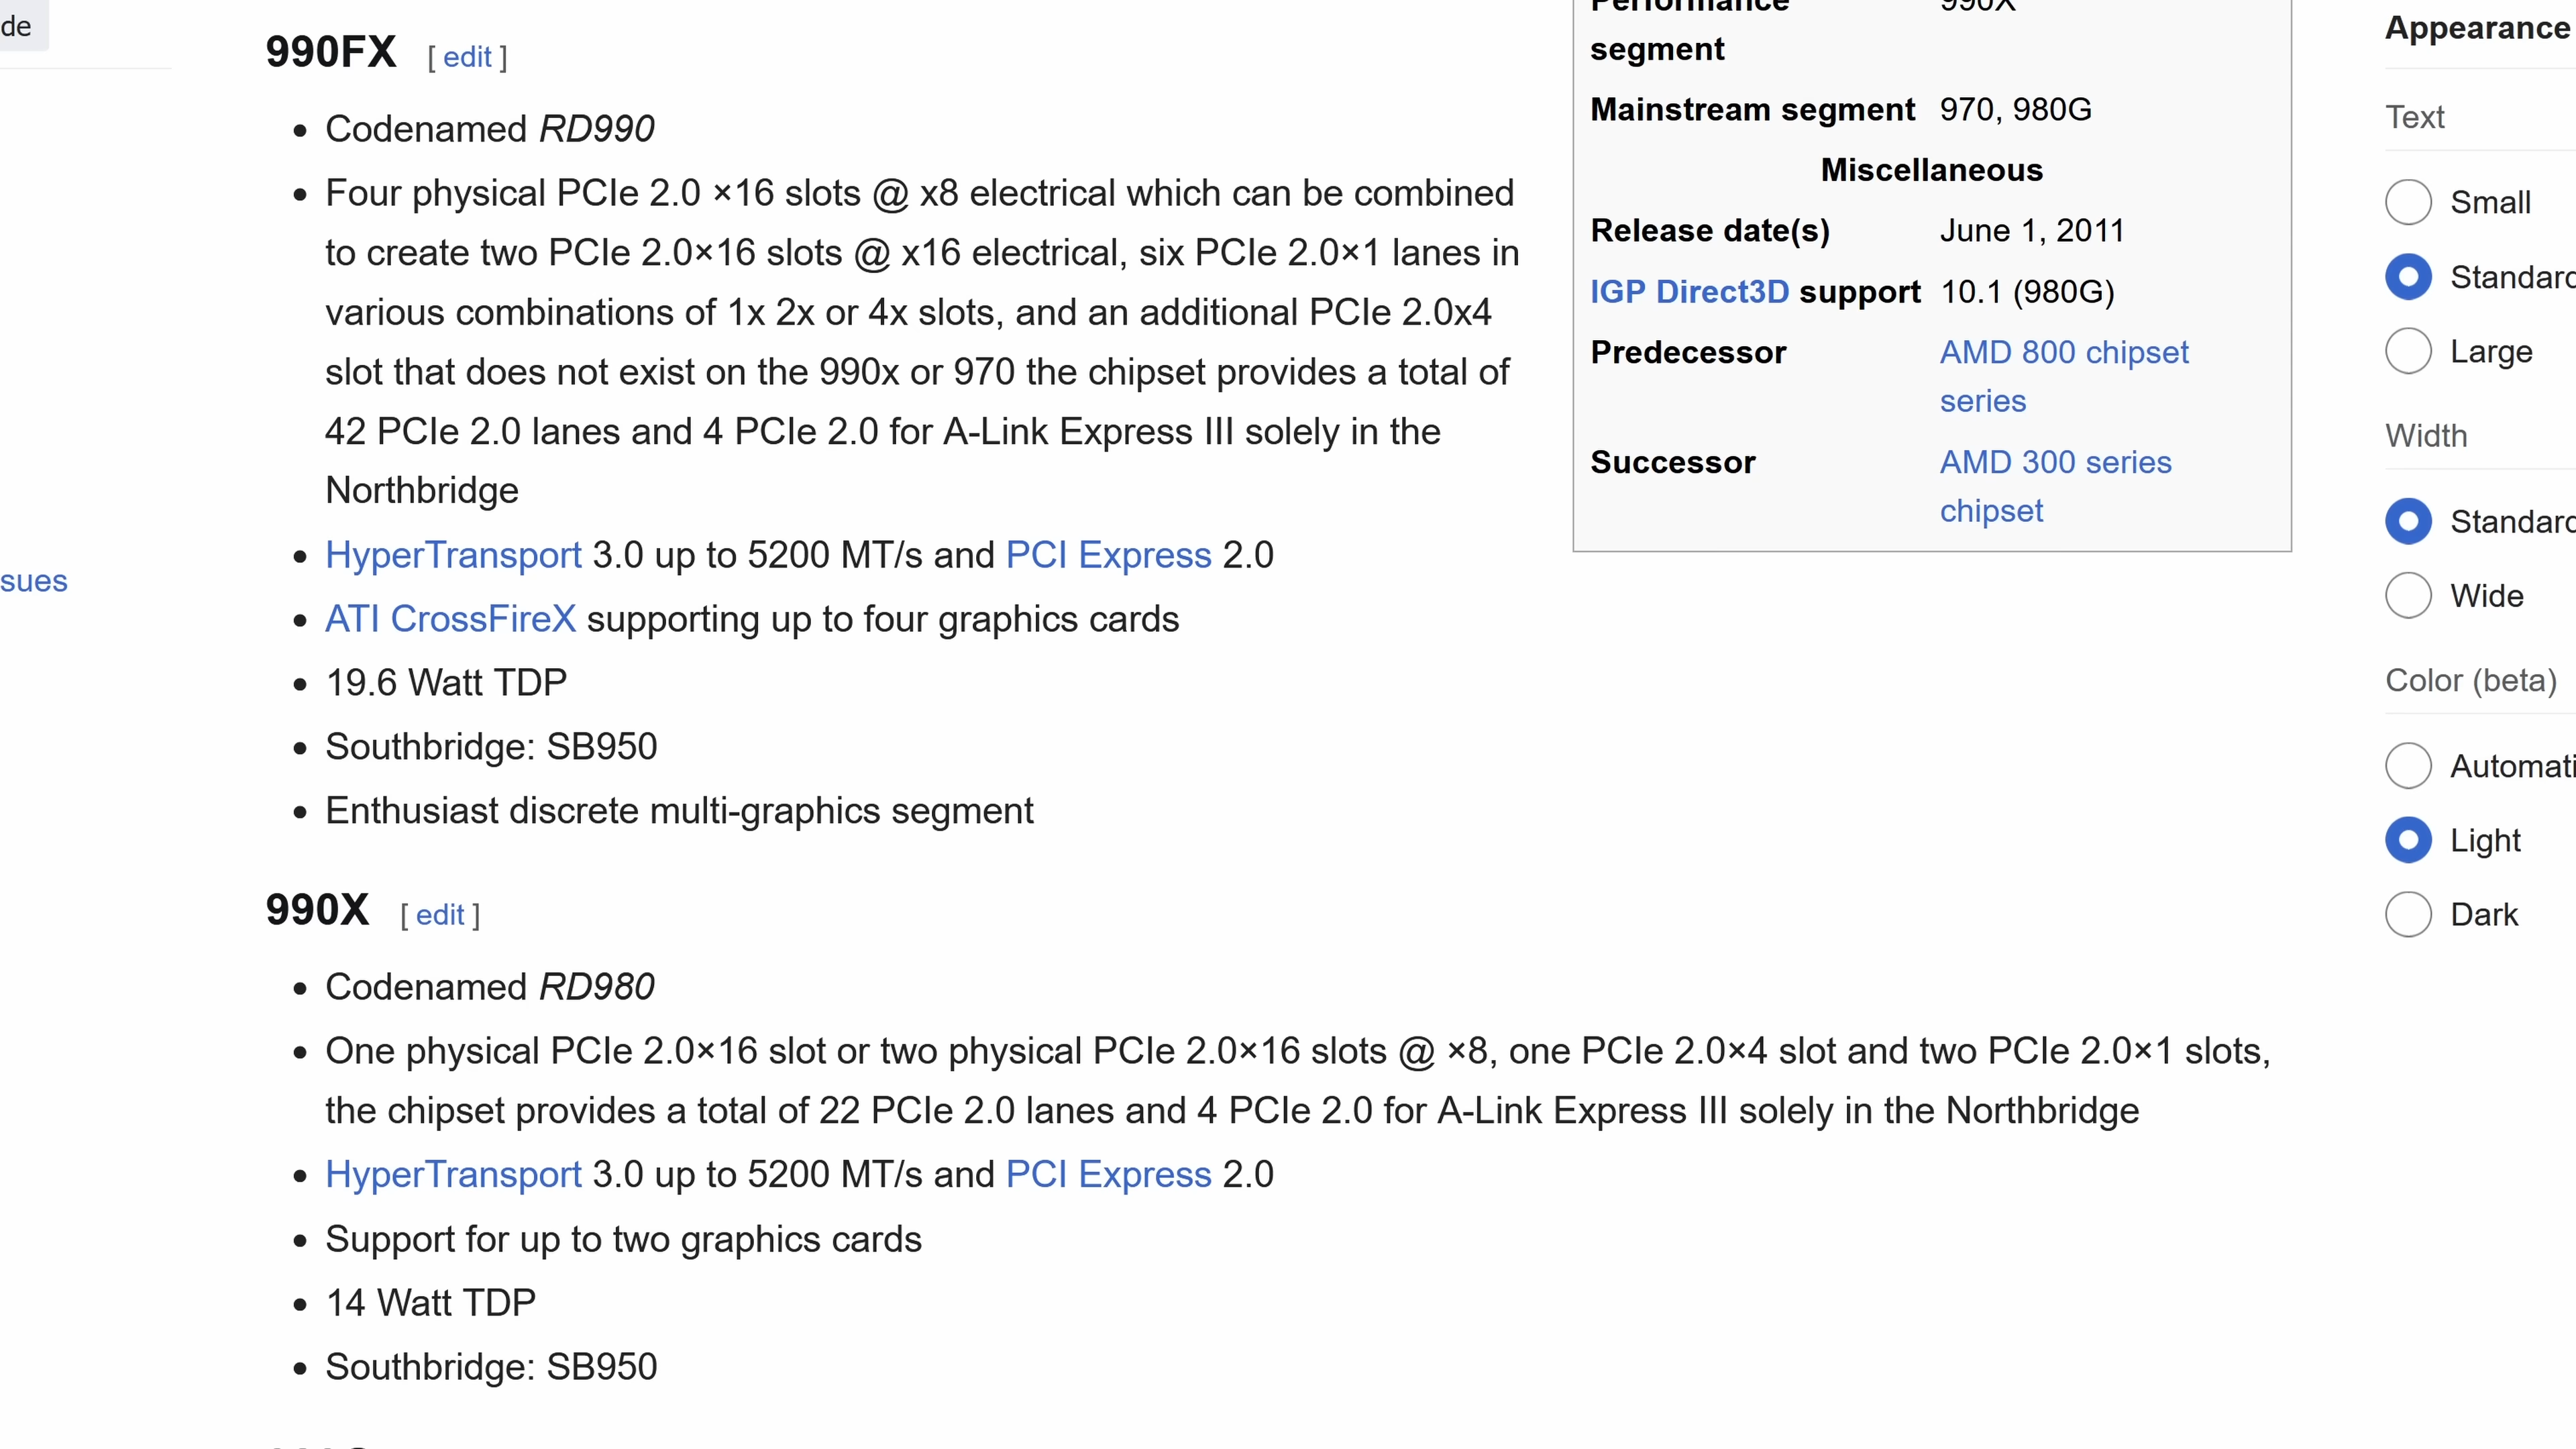 de
sues
990FX [ edit ]
Codenamed RD990
Four physical PCIe 2.0 ×16 slots @ x8 electrical which can be combined
to create two PCIe 2.0×16 slots @ x16 electrical, six PCIe 2.0×1 lanes in
various combinations of 1x 2x or 4x slots, and an additional PCIe 2.0x4
slot that does not exist on the 990x or 970 the chipset provides a total of
42 PCIe 2.0 lanes and 4 PCIe 2.0 for A-Link Express III solely in the
Northbridge
HyperTransport 3.0 up to 5200 MT/s and PCI Express 2.0
ATI CrossFireX supporting up to four graphics cards
19.6 Watt TDP
Southbridge: SB950
Enthusiast discrete multi-graphics segment
990X [ edit ]
Codenamed RD980
One physical PCIe 2.0×16 slot or two physical PCIe 2.0×16 slots @ ×8, one PCIe 2.0×4 slot and two PCIe 2.0×1 slots,
the chipset provides a total of 22 PCIe 2.0 lanes and 4 PCIe 2.0 for A-Link Express III solely in the Northbridge
HyperTransport 3.0 up to 5200 MT/s and PCI Express 2.0
Support for up to two graphics cards
14 Watt TDP
Southbridge: SB950
Performance 990X
segment
Mainstream segment 970, 980G
Miscellaneous
Release date(s) June 1, 2011
IGP Direct3D support 10.1 (980G)
Predecessor AMD 800 chipset
series
Successor AMD 300 series
chipset
Appearance
Text
Small
Standard
Large
Width
Standard
Wide
Color (beta)
Automati
Light
Dark